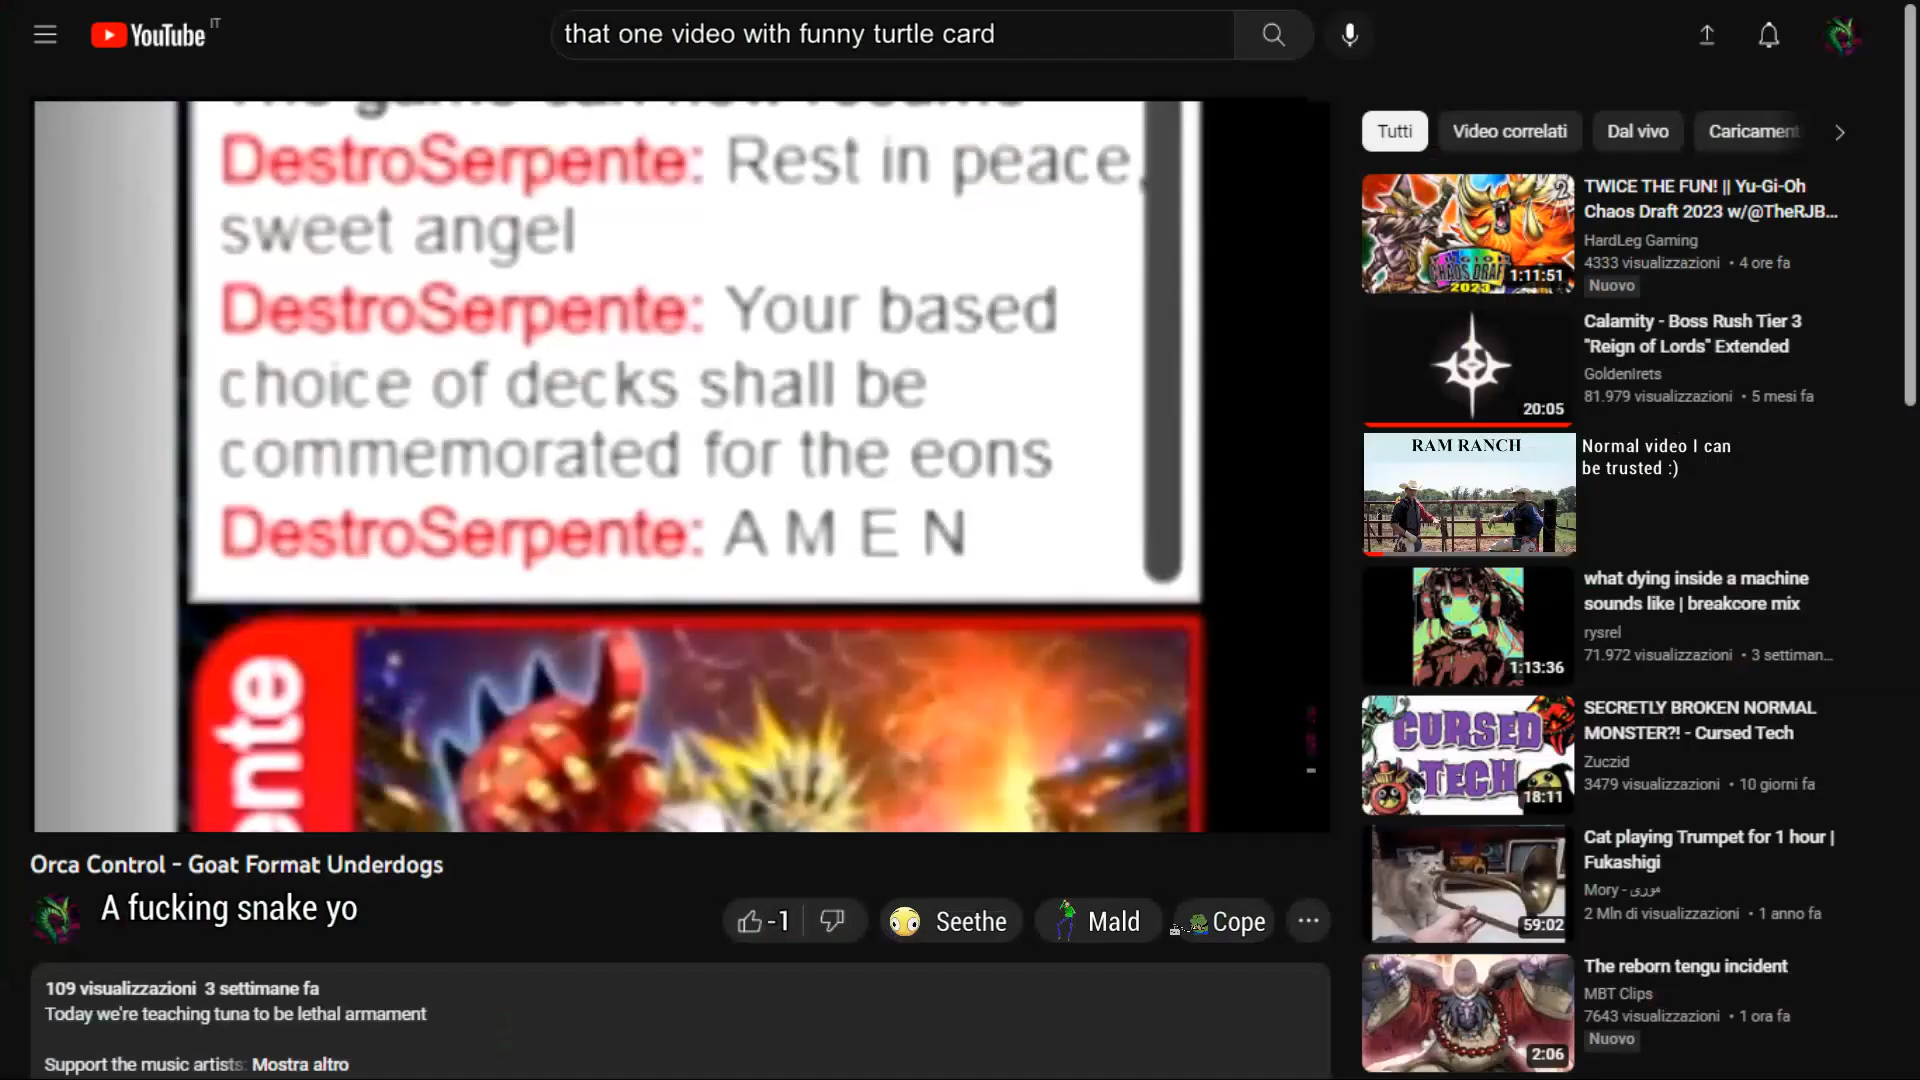 YouTube IT
that one video with funny turtle card
DestroSerpente: Rest in peace,
sweet angel
DestroSerpente: Your based
choice of decks shall be
commemorated for the eons
DestroSerpente: A M E N
Orca Control - Goat Format Underdogs
A fucking snake yo
-1
Seethe
Mald
Cope
109 visualizzazioni 3 settimane fa
Today we're teaching tuna to be lethal armament
Support the music artists: Mostra altro
Tutti
Video correlati
Dal vivo
Caricament
CHAOS DRAFT
2023
1:11:51
TWICE THE FUN! || Yu-Gi-Oh
Chaos Draft 2023 w/@TheRJB...
HardLeg Gaming
4333 visualizzazioni • 4 ore fa
Nuovo
20:05
Calamity - Boss Rush Tier 3
"Reign of Lords" Extended
GoldenIrets
81.979 visualizzazioni • 5 mesi fa
RAM RANCH
Normal video I can
be trusted :)
1:13:36
what dying inside a machine
sounds like | breakcore mix
rysrel
71.972 visualizzazioni • 3 settiman...
CURSED
TECH
18:11
SECRETLY BROKEN NORMAL
MONSTER?! - Cursed Tech
Zuczid
3479 visualizzazioni • 10 giorni fa
59:02
Cat playing Trumpet for 1 hour |
Fukashigi
Mory - موری
2 Mln di visualizzazioni • 1 anno fa
2:06
The reborn tengu incident
MBT Clips
7643 visualizzazioni • 1 ora fa
Nuovo